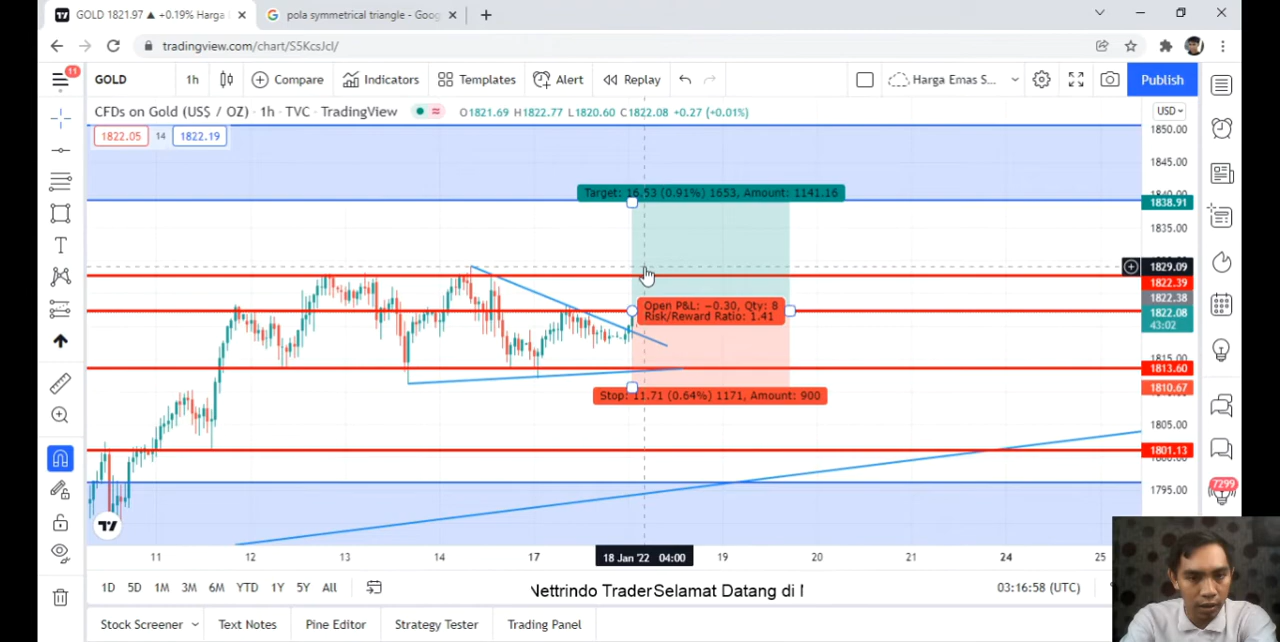 GOLD 1821.97 ▲ +0.19% Harga
pola symmetrical triangle - Goog
tradingview.com/chart/S5KcsJcl/
11
GOLD
1h
Compare
Indicators
Templates
Alert
Replay
Harga Emas S...
Publish
CFDs on Gold (US$ / OZ) · 1h · TVC · TradingView
O1821.69 H1822.77 L1820.60 C1822.08 +0.27 (+0.01%)
USD
1822.05
14
1822.19
1850.00
1845.00
1840.00
Target: 16.53 (0.91%) 1653, Amount: 1141.16
1838.91
1835.00
1829.09
1822.39
1822.38
Open P&L: −0.30, Qty: 8
Risk/Reward Ratio: 1.41
1822.08
43:02
1815.00
1813.60
1810.67
Stop: 11.71 (0.64%) 1171, Amount: 900
1805.00
1801.13
1795.00
7299
11
12
13
14
17
18 Jan '22 04:00
19
20
21
24
25
1D
5D
1M
3M
6M
YTD
1Y
5Y
All
Nettrindo TraderSelamat Datang di
03:16:58 (UTC)
Stock Screener
Text Notes
Pine Editor
Strategy Tester
Trading Panel